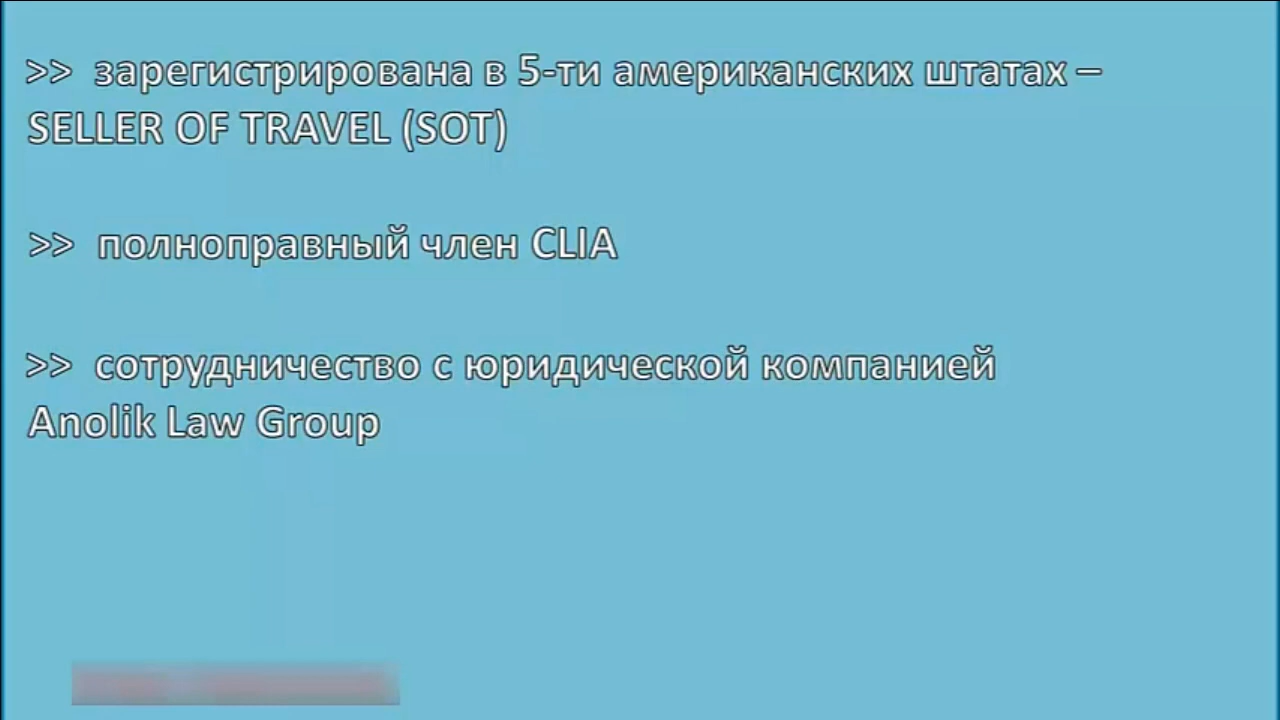 >> зарегистрирована в 5-ти американских штатах –
SELLER OF TRAVEL (SOT)
>> полноправный член CLIA
>> сотрудничество с юридической компанией
Anolik Law Group